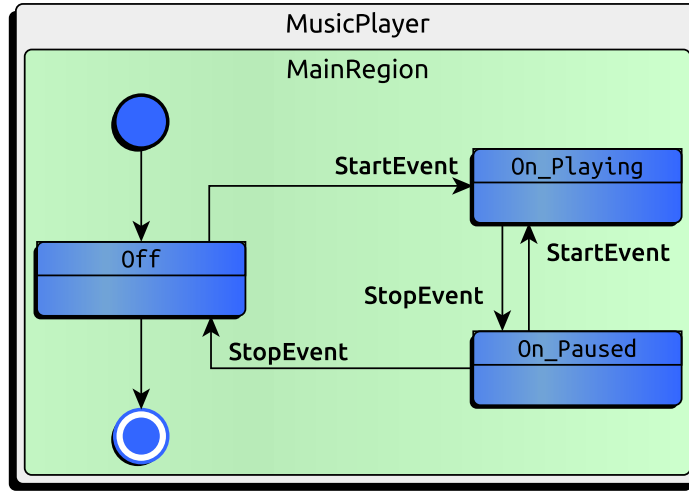 MusicPlayer
MainRegion
StartEvent
On_Playing
Off
StartEvent
StopEvent
StopEvent
On_Paused